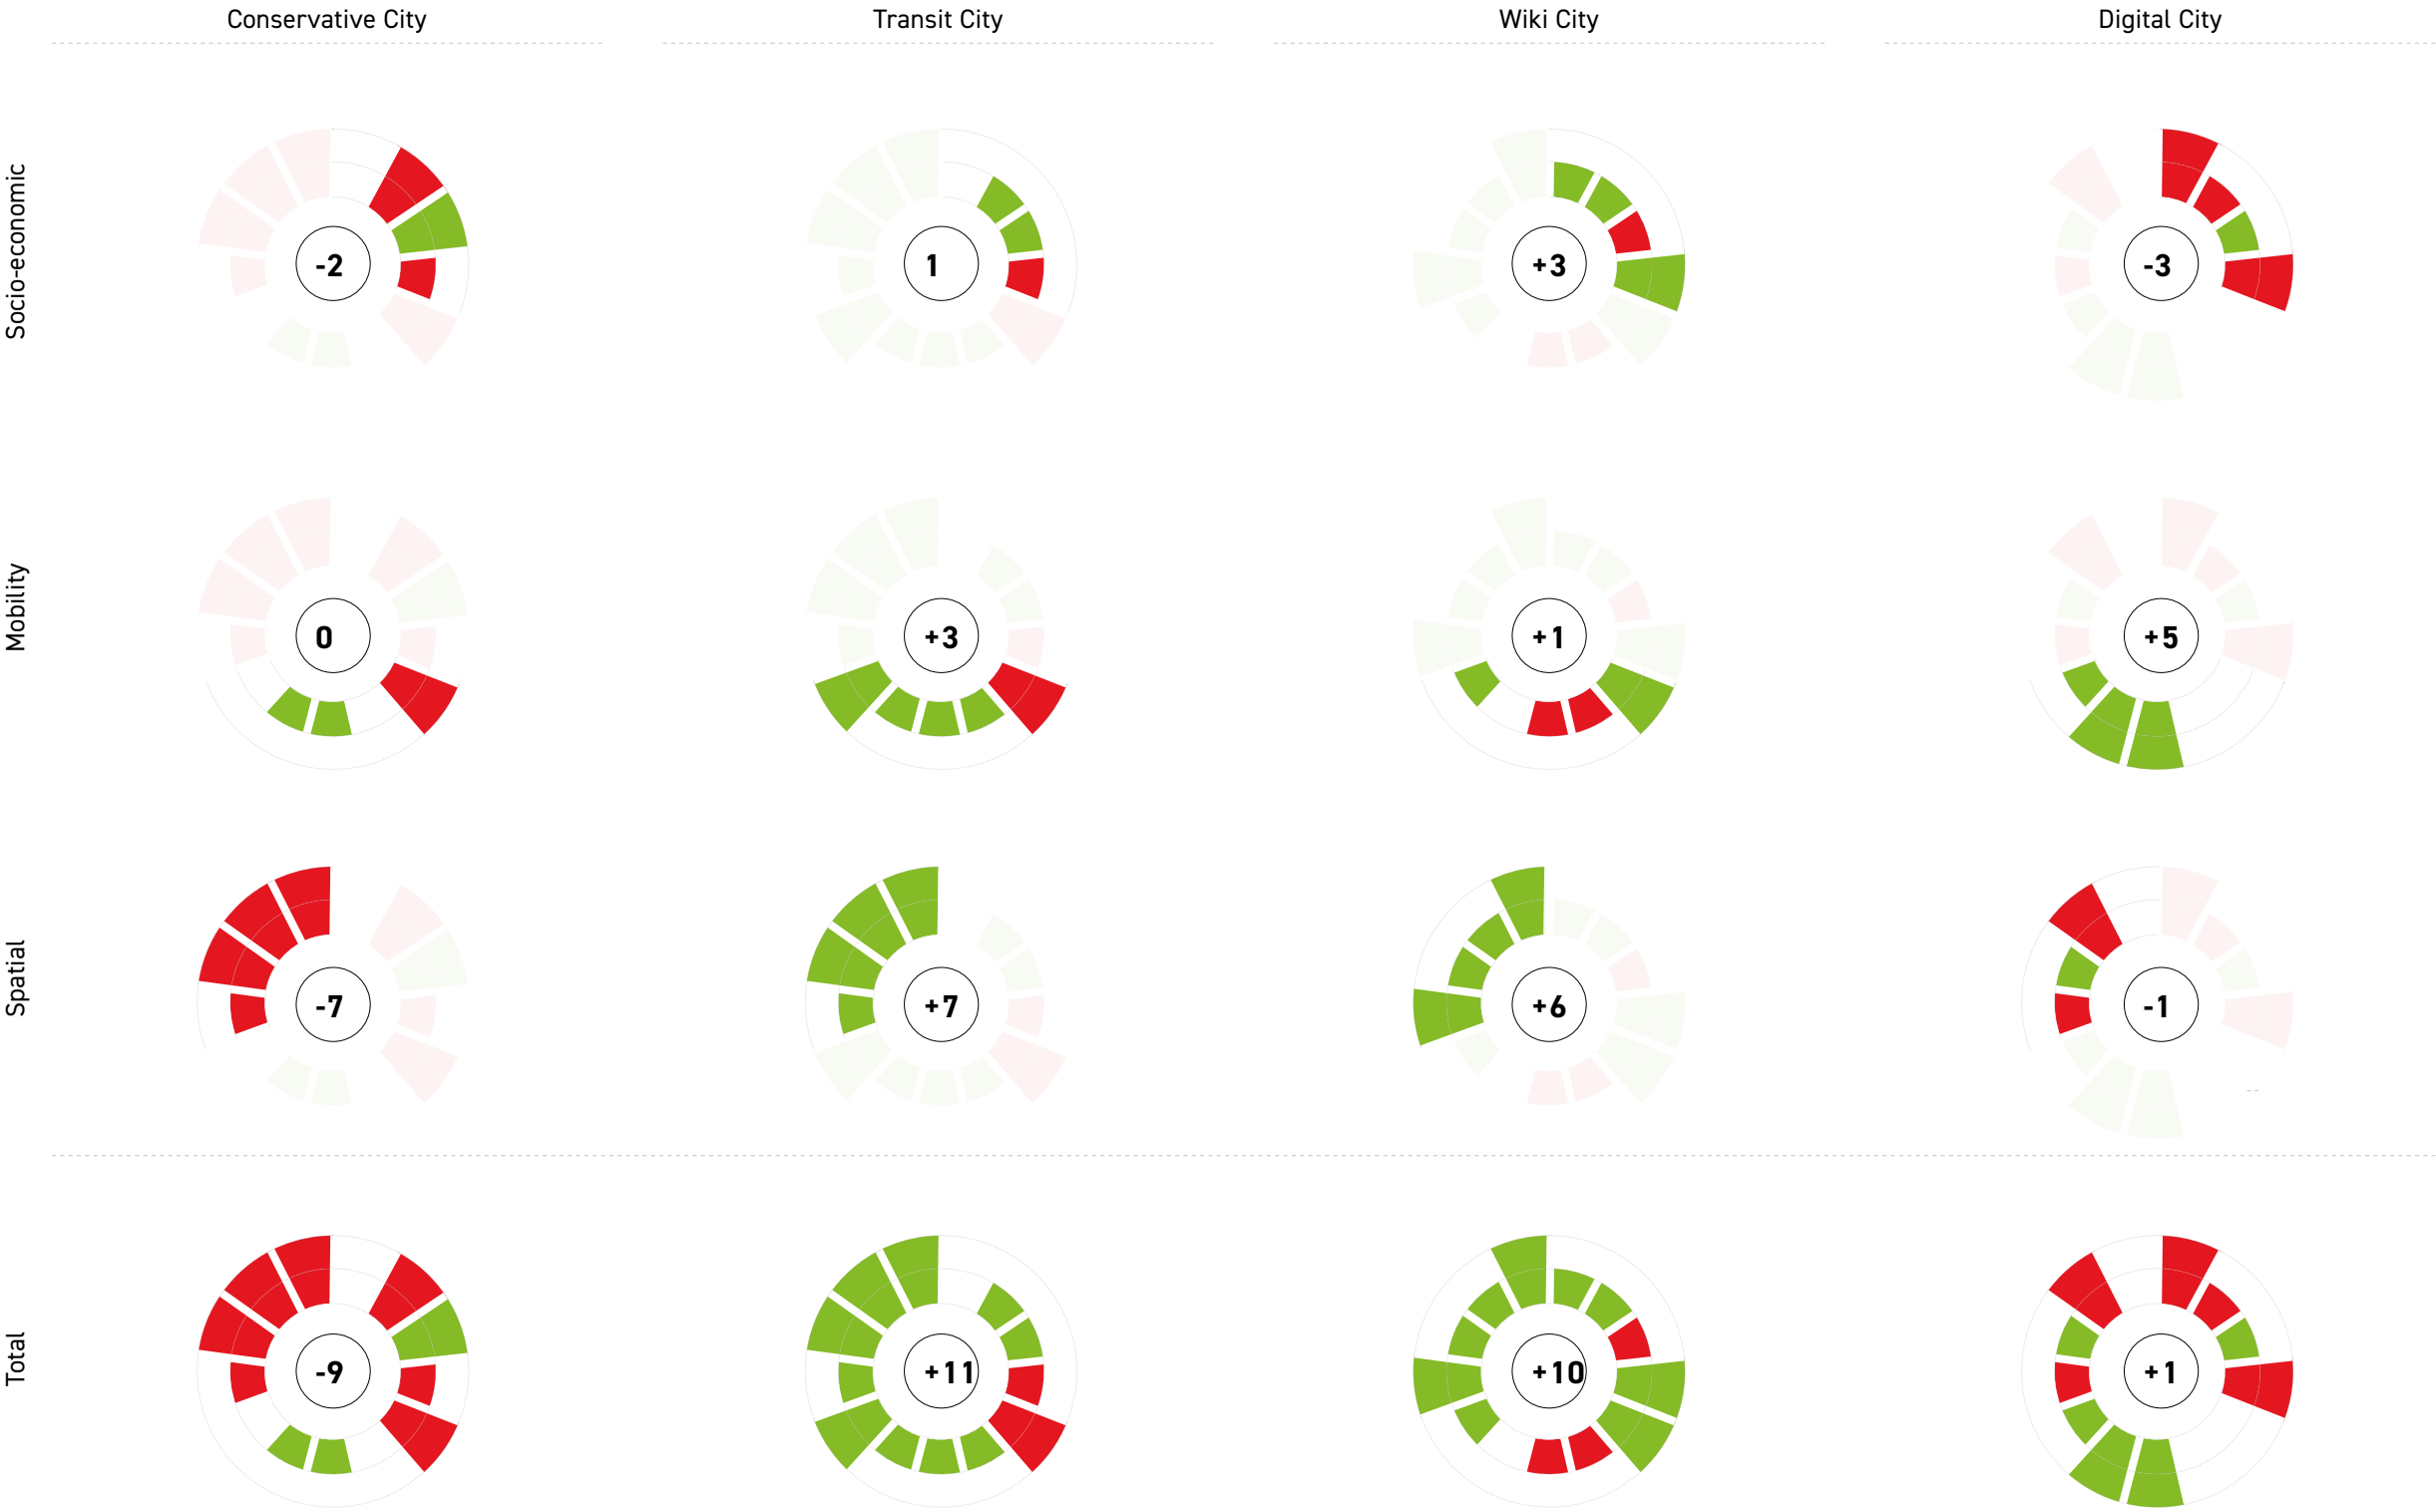 Conservative City
Transit City
Wiki City
Digital City
Socio-economic
-2
1
+3
-3
Mobility
0
+3
+1
+5
Spatial
-7
+7
+6
-1
Total
-9
+11
+10
+1